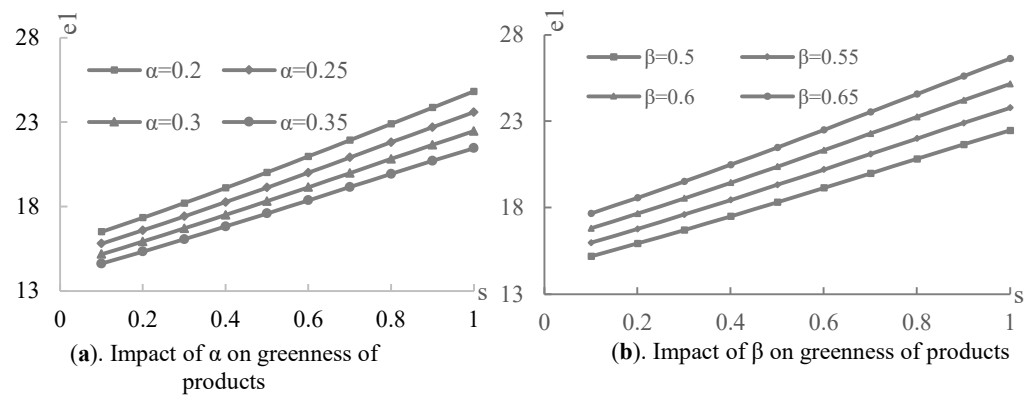 e1
28
α=0.2
α=0.25
23
α=0.3
α=0.35
18
13
s
0
0.2
0.4
0.6
0.8
1
(a). Impact of α on greenness of
products
e1
28
β=0.5
β=0.55
β=0.6
β=0.65
23
18
13
s
0
0.2
0.4
0.6
0.8
1
(b). Impact of β on greenness of products